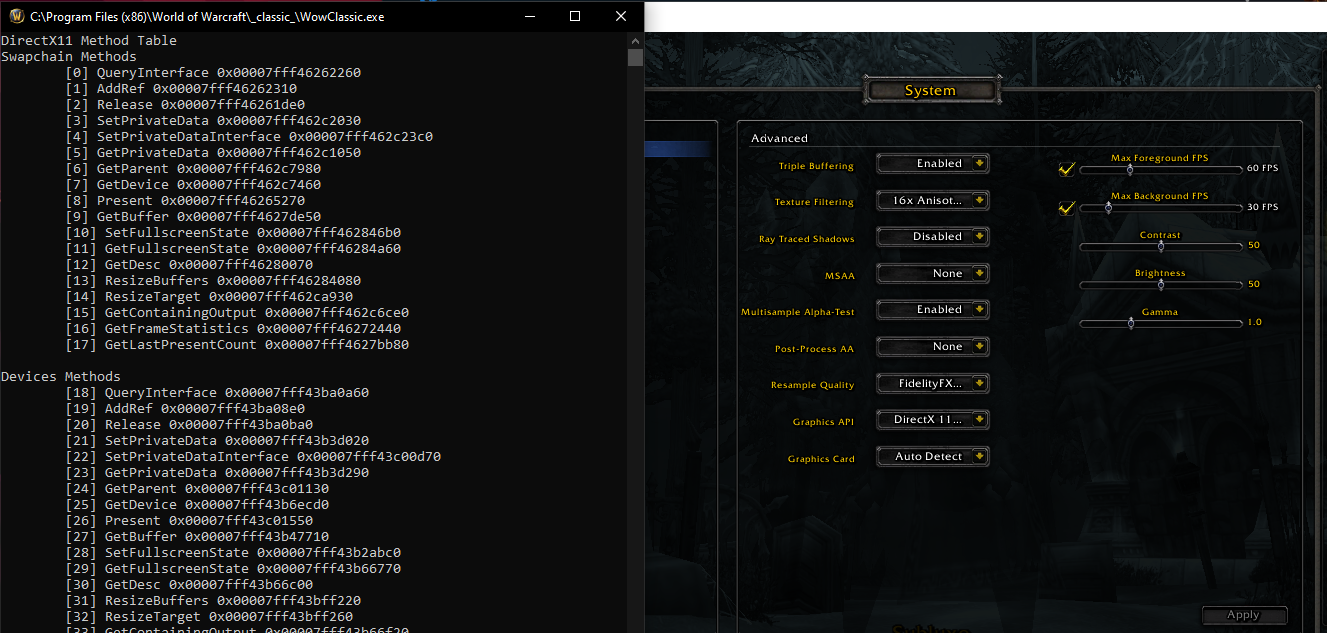 C:\Program Files (x86)\World of Warcraft\_classic_\WowClassic.exe
DirectX11 Method Table
Swapchain Methods
[0] QueryInterface 0x00007fff46262260
[1] AddRef 0x00007fff46262310
[2] Release 0x00007fff46261de0
[3] SetPrivateData 0x00007fff462c2030
[4] SetPrivateDataInterface 0x00007fff462c23c0
[5] GetPrivateData 0x00007fff462c1050
[6] GetParent 0x00007fff462c7980
[7] GetDevice 0x00007fff462c7460
[8] Present 0x00007fff46265270
[9] GetBuffer 0x00007fff4627de50
[10] SetFullscreenState 0x00007fff462846b0
[11] GetFullscreenState 0x00007fff46284a60
[12] GetDesc 0x00007fff46280070
[13] ResizeBuffers 0x00007fff46284080
[14] ResizeTarget 0x00007fff462ca930
[15] GetContainingOutput 0x00007fff462c6ce0
[16] GetFrameStatistics 0x00007fff46272440
[17] GetLastPresentCount 0x00007fff4627bb80
Devices Methods
[18] QueryInterface 0x00007fff43ba0a60
[19] AddRef 0x00007fff43ba08e0
[20] Release 0x00007fff43ba0ba0
[21] SetPrivateData 0x00007fff43b3d020
[22] SetPrivateDataInterface 0x00007fff43c00d70
[23] GetPrivateData 0x00007fff43b3d290
[24] GetParent 0x00007fff43c01130
[25] GetDevice 0x00007fff43b6ecd0
[26] Present 0x00007fff43c01550
[27] GetBuffer 0x00007fff43b47710
[28] SetFullscreenState 0x00007fff43b2abc0
[29] GetFullscreenState 0x00007fff43b66770
[30] GetDesc 0x00007fff43b66c00
[31] ResizeBuffers 0x00007fff43bff220
[32] ResizeTarget 0x00007fff43bff260
[33] GetContainingOutput 0x00007fff43b66f20
System
Advanced
Triple Buffering Enabled
Texture Filtering 16x Anisot...
Ray Traced Shadows Disabled
MSAA None
Multisample Alpha-Test Enabled
Post-Process AA None
Resample Quality FidelityFX...
Graphics API DirectX 11...
Graphics Card Auto Detect
Max Foreground FPS
60 FPS
Max Background FPS
30 FPS
Contrast
50
Brightness
50
Gamma
1.0
Apply